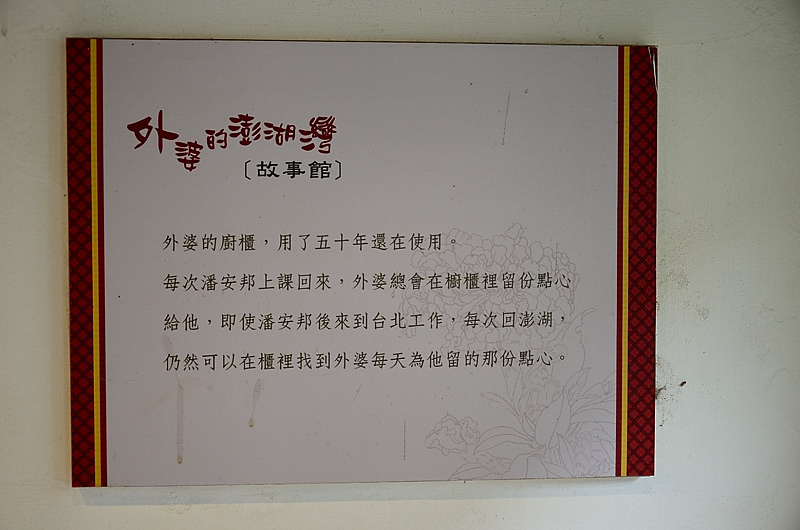 外婆的澎湖灣
〔故事館〕
外婆的廚櫃，用了五十年還在使用。
每次潘安邦上課回來，外婆總會在櫥櫃裡留份點心
給他，即使潘安邦後來到台北工作，每次回澎湖，
仍然可以在櫃裡找到外婆每天為他留的那份點心。